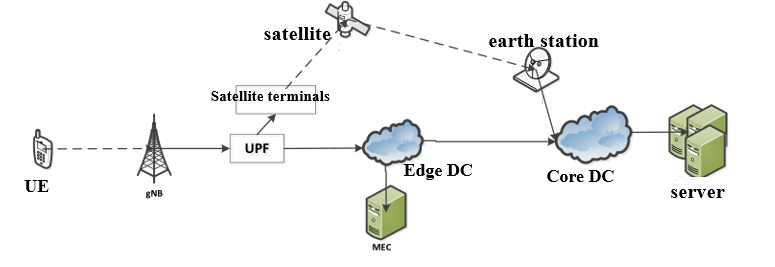 satellite
earth station
Satellite terminals
UE
gNB
UPF
Edge DC
MEC
Core DC
server